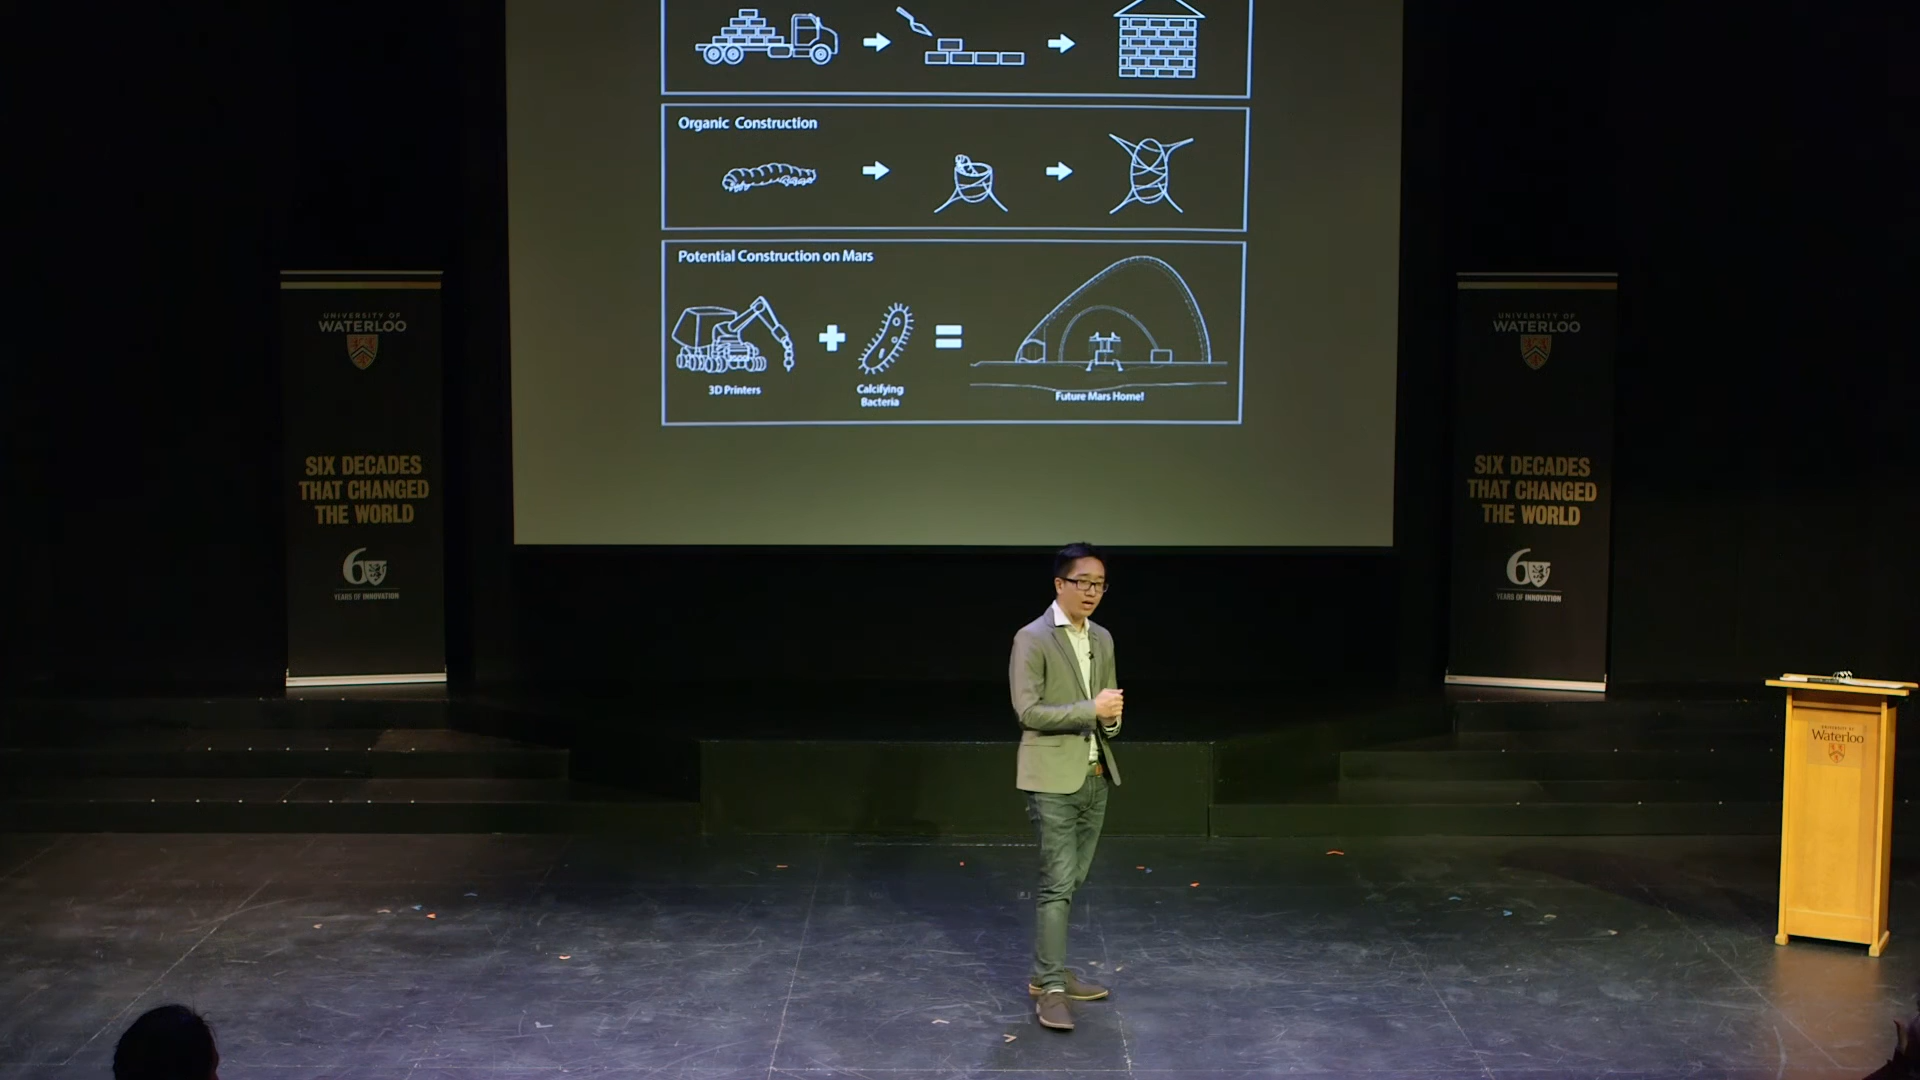 Organic Construction
Potential Construction on Mars
3D Printers
Calcifying
Bacteria
Future Mars Home!
UNIVERSITY OF
WATERLOO
SIX DECADES
THAT CHANGED
THE WORLD
60
YEARS OF INNOVATION
UNIVERSITY OF
WATERLOO
SIX DECADES
THAT CHANGED
THE WORLD
60
YEARS OF INNOVATION
UNIVERSITY OF
Waterloo